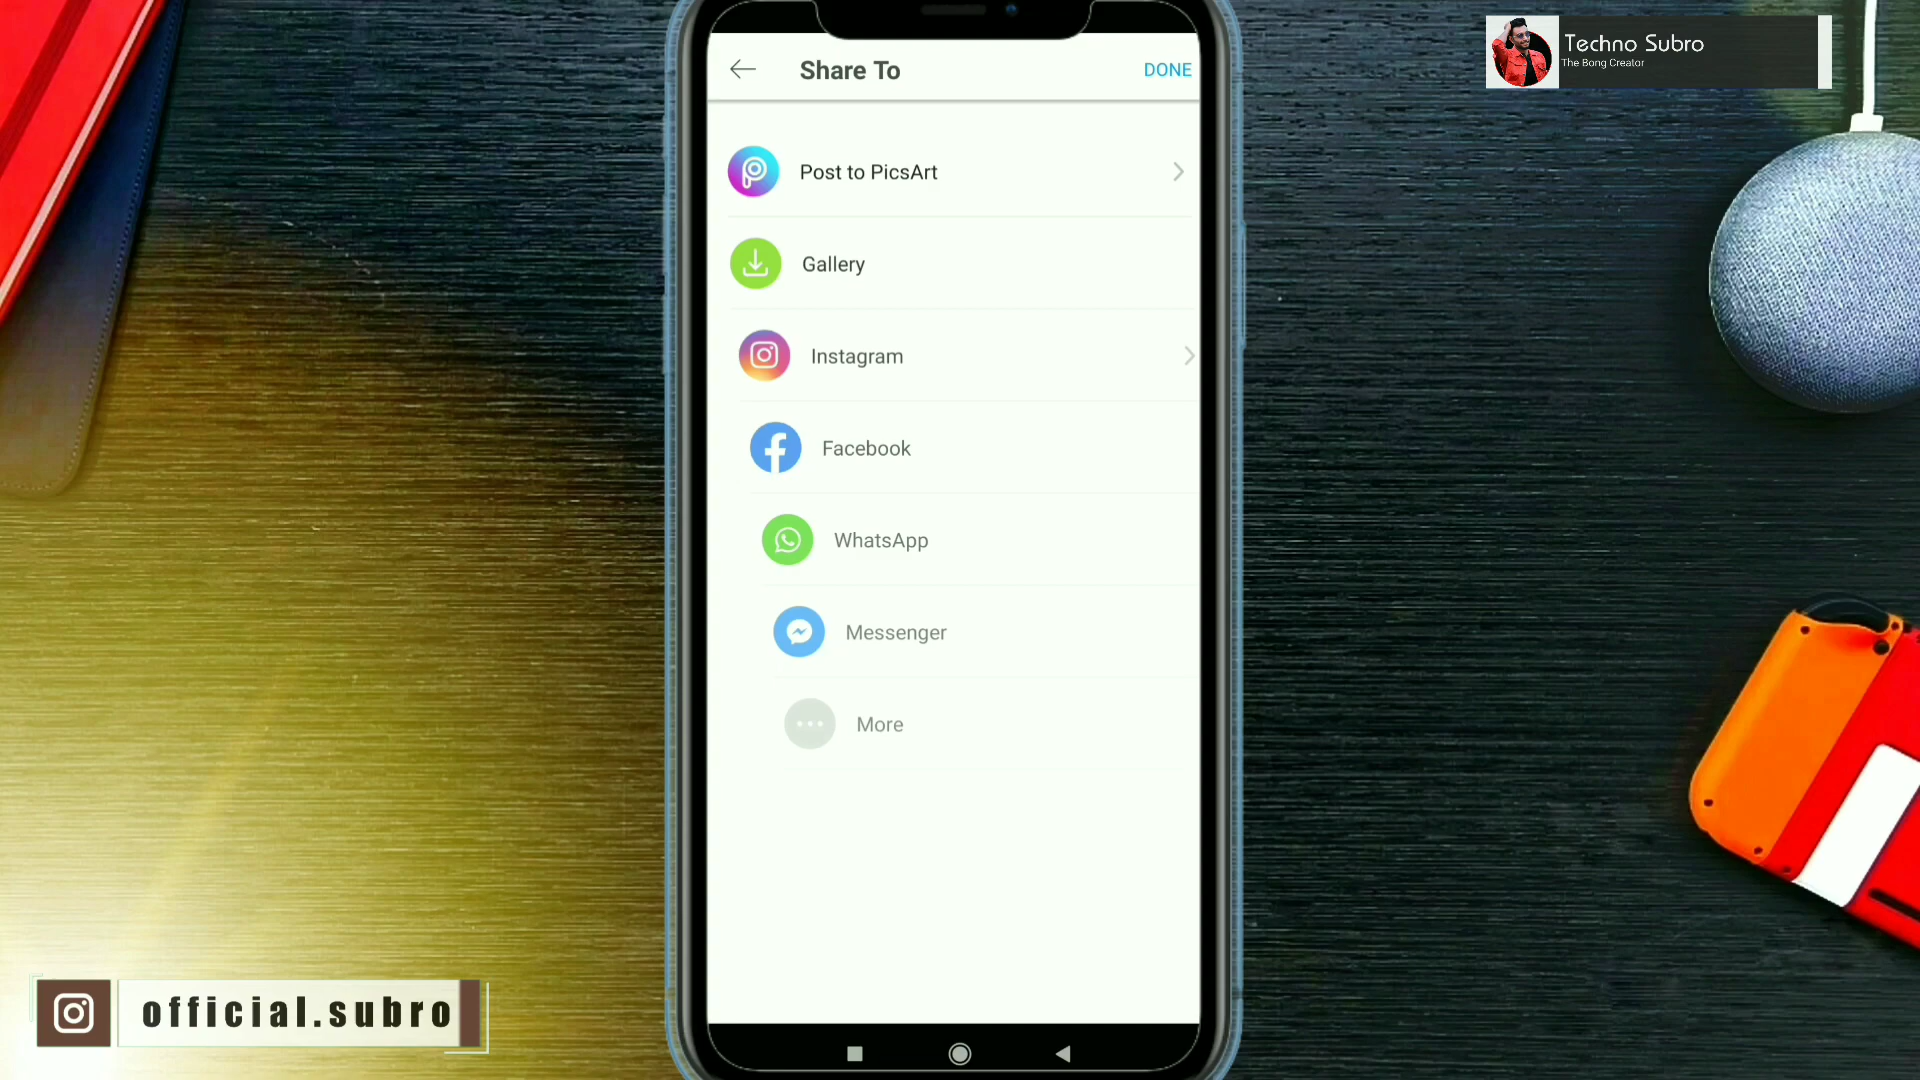 Share To
DONE
Techno Subro
The Bong Creator
Post to PicsArt
Gallery
Instagram
Facebook
WhatsApp
Messenger
More
official.subro